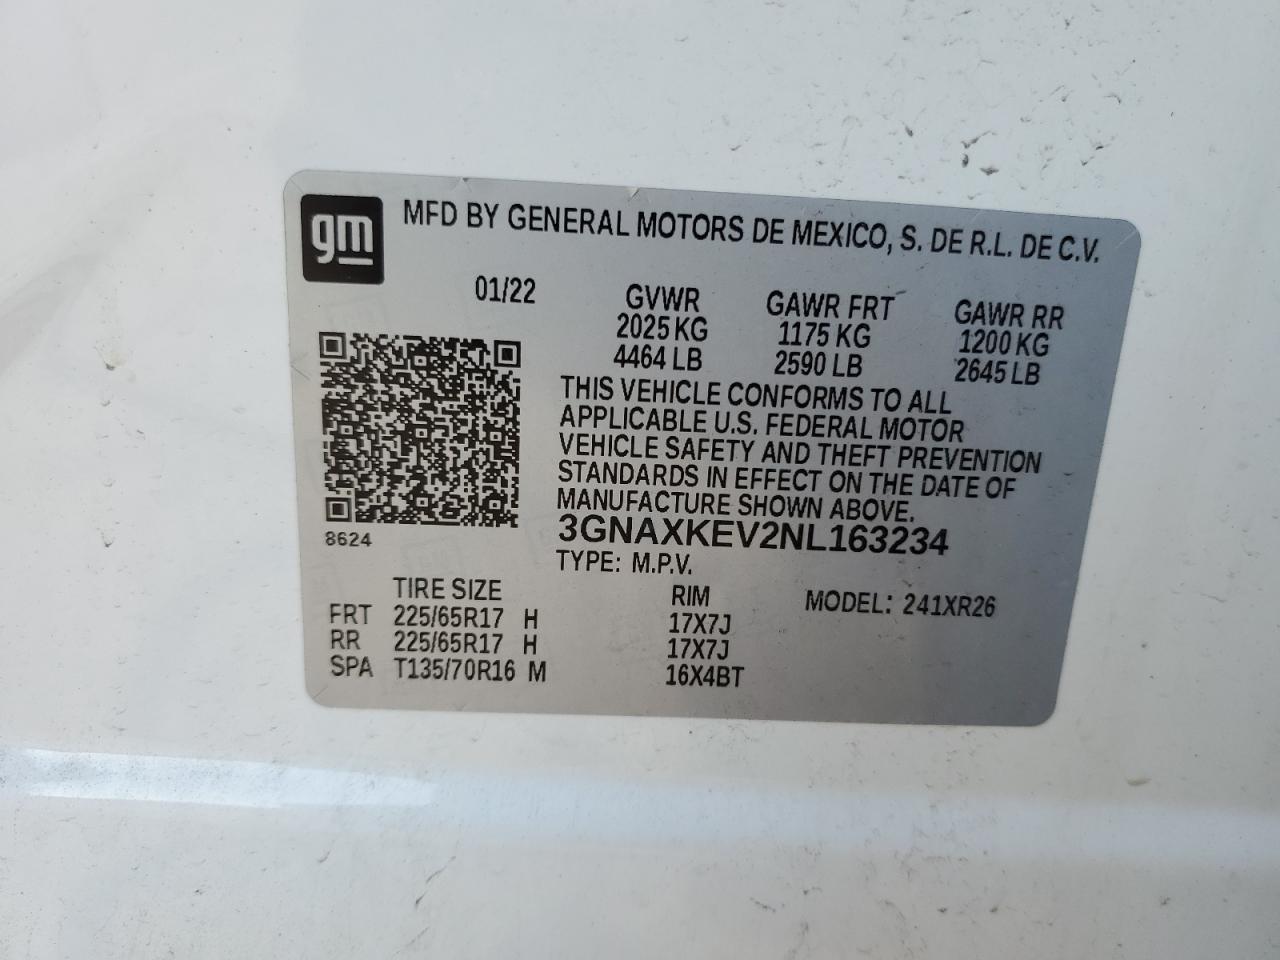 gm
MFD BY GENERAL MOTORS DE MEXICO, S. DE R.L. DE C.V.
01/22
GVWR GAWR FRT GAWR RR
2025 KG 1175 KG 1200 KG
4464 LB 2590 LB 2645 LB
THIS VEHICLE CONFORMS TO ALL
APPLICABLE U.S. FEDERAL MOTOR
VEHICLE SAFETY AND THEFT PREVENTION
STANDARDS IN EFFECT ON THE DATE OF
MANUFACTURE SHOWN ABOVE.
8624
3GNAXKEV2NL163234
TYPE: M.P.V.
TIRE SIZE RIM MODEL: 241XR26
FRT 225/65R17 H 17X7J
RR 225/65R17 H 17X7J
SPA T135/70R16 M 16X4BT